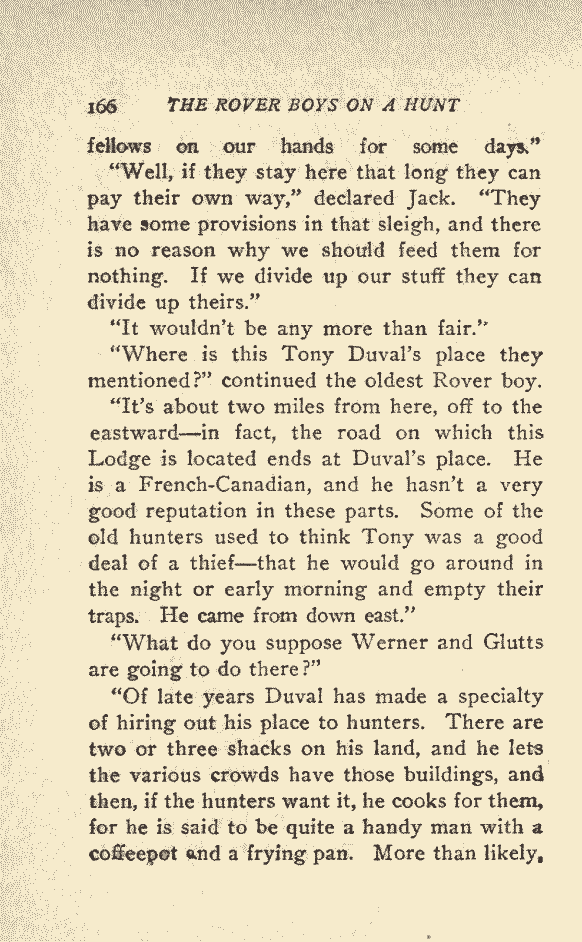 166 THE ROVER BOYS ON A HUNT
fellows on our hands for some days.”
“Well, if they stay here that long they can
pay their own way,” declared Jack. “They
have some provisions in that sleigh, and there
is no reason why we should feed them for
nothing. If we divide up our stuff they can
divide up theirs.”
“It wouldn’t be any more than fair.”
“Where is this Tony Duval’s place they
mentioned?” continued the oldest Rover boy.
“It’s about two miles from here, off to the
eastward—in fact, the road on which this
Lodge is located ends at Duval’s place. He
is a French-Canadian, and he hasn’t a very
good reputation in these parts. Some of the
old hunters used to think Tony was a good
deal of a thief—that he would go around in
the night or early morning and empty their
traps. He came from down east.”
“What do you suppose Werner and Glutts
are going to do there?”
“Of late years Duval has made a specialty
of hiring out his place to hunters. There are
two or three shacks on his land, and he lets
the various crowds have those buildings, and
then, if the hunters want it, he cooks for them,
for he is said to be quite a handy man with a
coffeepot and a frying pan. More than likely,